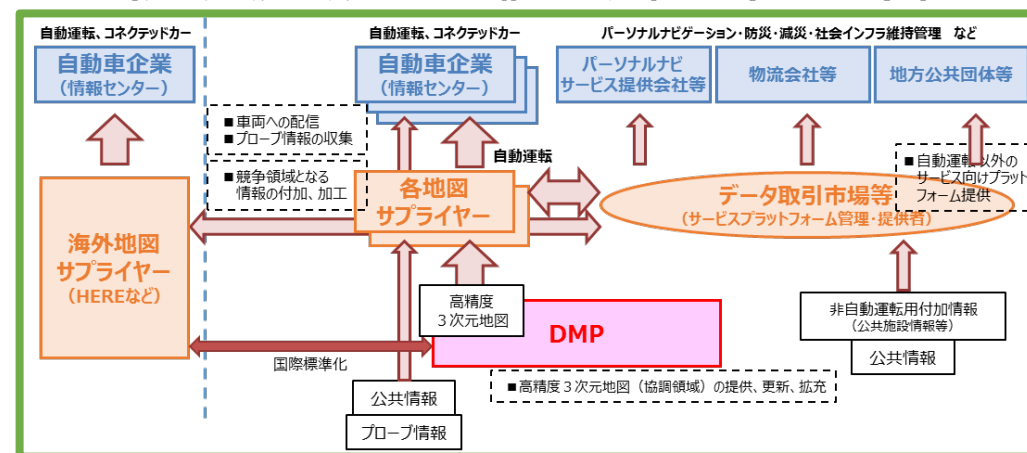 自動運転、コネクテッドカー
自動車企業
(情報センター)
自動運転、コネクテッドカー
自動車企業
(情報センター)
パーソナルナビゲーション・防災・減災・社会インフラ維持管理 など
パーソナルナビ
サービス提供会社等
物流会社等
地方公共団体等
■車両への配信
■プローブ情報の収集
■競争領域となる
情報の付加、加工
自動運転
■自動運転以外の
サービス向けプラット
フォーム提供
海外地図
サプライヤー
(HEREなど)
各地図
サプライヤー
データ取引市場等
(サービスプラットフォーム管理・提供者)
高精度
3次元地図
DMP
非自動運転用付加情報
(公共施設情報等)
公共情報
国際標準化
■高精度3次元地図(協調領域)の提供、更新、拡充
公共情報
プローブ情報